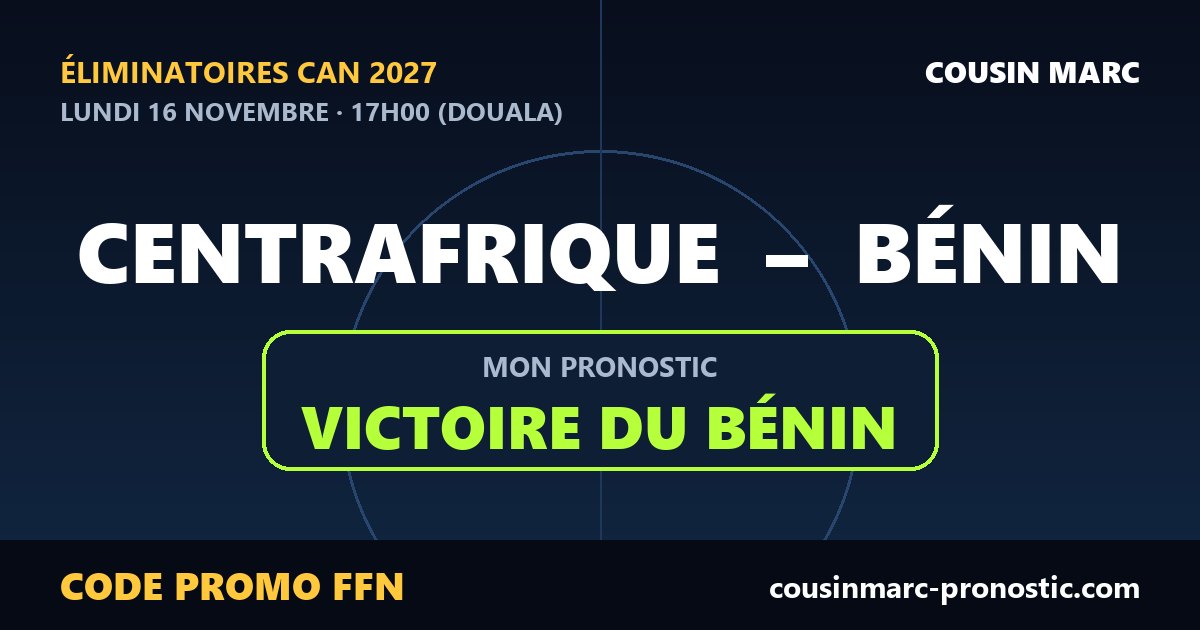 ÉLIMINATOIRES CAN 2027
COUSIN MARC
LUNDI 16 NOVEMBRE · 17H00 (DOUALA)
CENTRAFRIQUE – BÉNIN
MON PRONOSTIC
VICTOIRE DU BÉNIN
CODE PROMO FFN
cousinmarc-pronostic.com